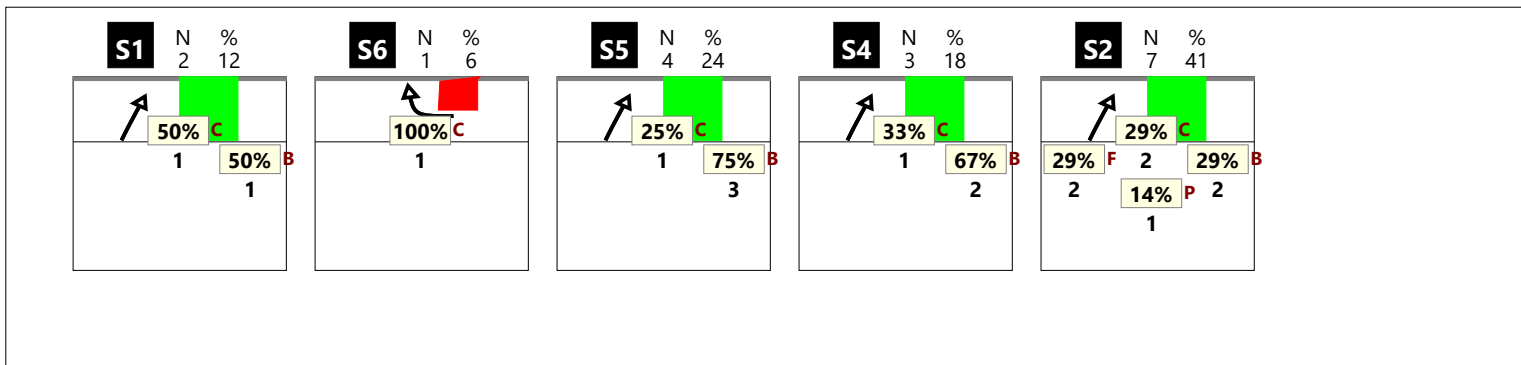 S1 N % 2 12
50% C
1 50% B
1
S6 N % 1 6
100% C
1
S5 N % 4 24
25% C
1 75% B
3
S4 N % 3 18
33% C
1 67% B
2
S2 N % 7 41
29% C
29% F 2 29% B
2 14% P 2
1